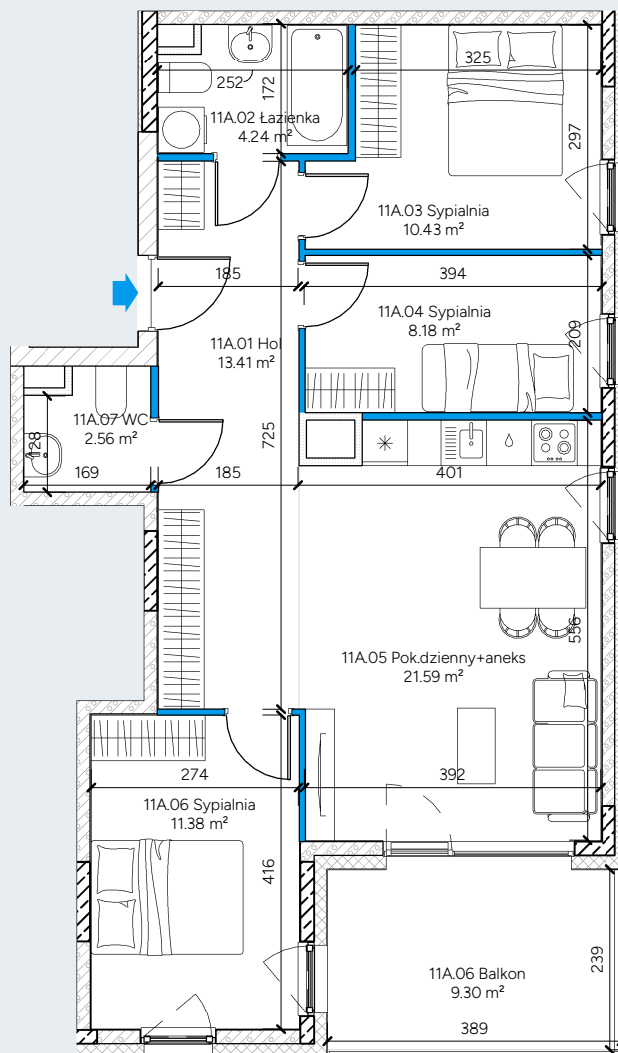 325
252
172
11A.02 Łazienka
4.24 m²
297
11A.03 Sypialnia
10.43 m²
185
394
11A.04 Sypialnia
8.18 m²
209
11A.01 Hol
13.41 m²
11A.07 WC
2.56 m²
128
725
169
185
401
556
11A.05 Pok.dzienny+aneks
21.59 m²
274
392
11A.06 Sypialnia
11.38 m²
416
11A.06 Balkon
9.30 m²
239
389